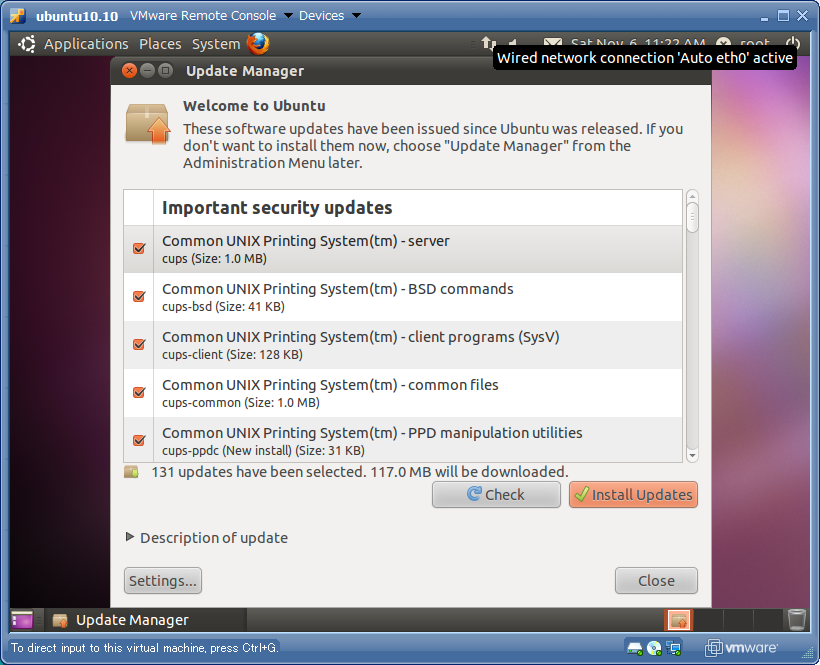 ubuntu10.10 VMware Remote Console Devices
Applications Places System Sat Nov 6, 11:22 AM root
Wired network connection 'Auto eth0' active
Update Manager
Welcome to Ubuntu
These software updates have been issued since Ubuntu was released. If you
don't want to install them now, choose "Update Manager" from the
Administration Menu later.
Important security updates
Common UNIX Printing System(tm) - server
cups (Size: 1.0 MB)
Common UNIX Printing System(tm) - BSD commands
cups-bsd (Size: 41 KB)
Common UNIX Printing System(tm) - client programs (SysV)
cups-client (Size: 128 KB)
Common UNIX Printing System(tm) - common files
cups-common (Size: 1.0 MB)
Common UNIX Printing System(tm) - PPD manipulation utilities
cups-ppdc (New install) (Size: 31 KB)
131 updates have been selected. 117.0 MB will be downloaded.
Check Install Updates
Description of update
Settings... Close
Update Manager
To direct input to this virtual machine, press Ctrl+G.
vmware